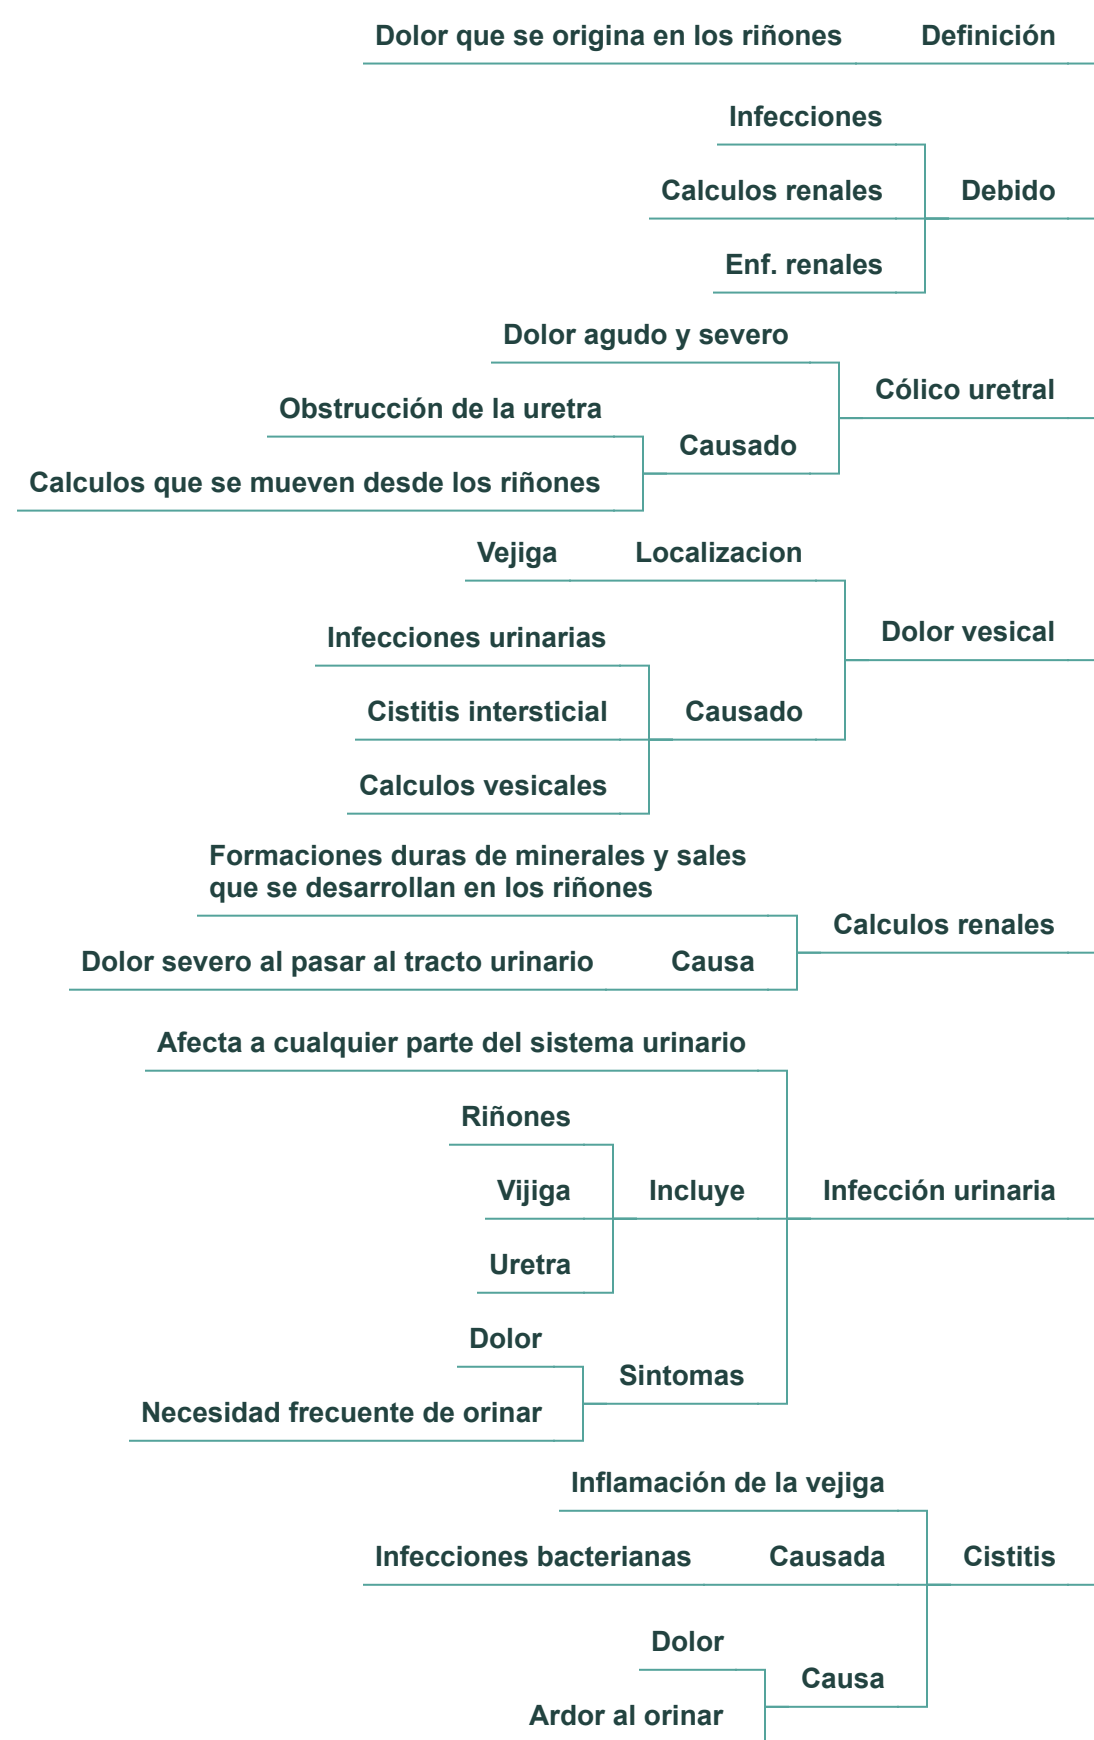 Dolor que se origina en los riñones
Definición
Infecciones
Calculos renales
Debido
Enf. renales
Dolor agudo y severo
Cólico uretral
Obstrucción de la uretra
Causado
Calculos que se mueven desde los riñones
Vejiga
Localizacion
Dolor vesical
Infecciones urinarias
Cistitis intersticial
Causado
Calculos vesicales
Formaciones duras de minerales y sales
que se desarrollan en los riñones
Calculos renales
Dolor severo al pasar al tracto urinario
Causa
Afecta a cualquier parte del sistema urinario
Riñones
Vijiga
Incluye
Infección urinaria
Uretra
Dolor
Sintomas
Necesidad frecuente de orinar
Inflamación de la vejiga
Infecciones bacterianas
Causada
Cistitis
Dolor
Causa
Ardor al orinar